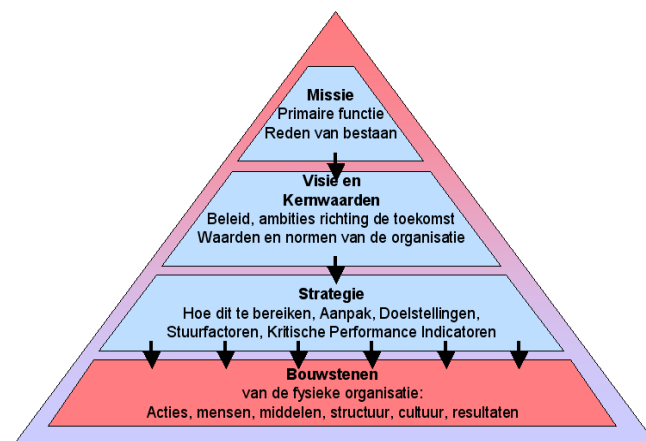 Missie
Primaire functie
Reden van bestaan
Visie en
Kernwaarden
Beleid, ambities richting de toekomst
Waarden en normen van de organisatie
Strategie
Hoe dit te bereiken, Aanpak, Doelstellingen,
Stuurfactoren, Kritische Performance Indicatoren
Bouwstenen
van de fysieke organisatie:
Acties, mensen, middelen, structuur, cultuur, resultaten